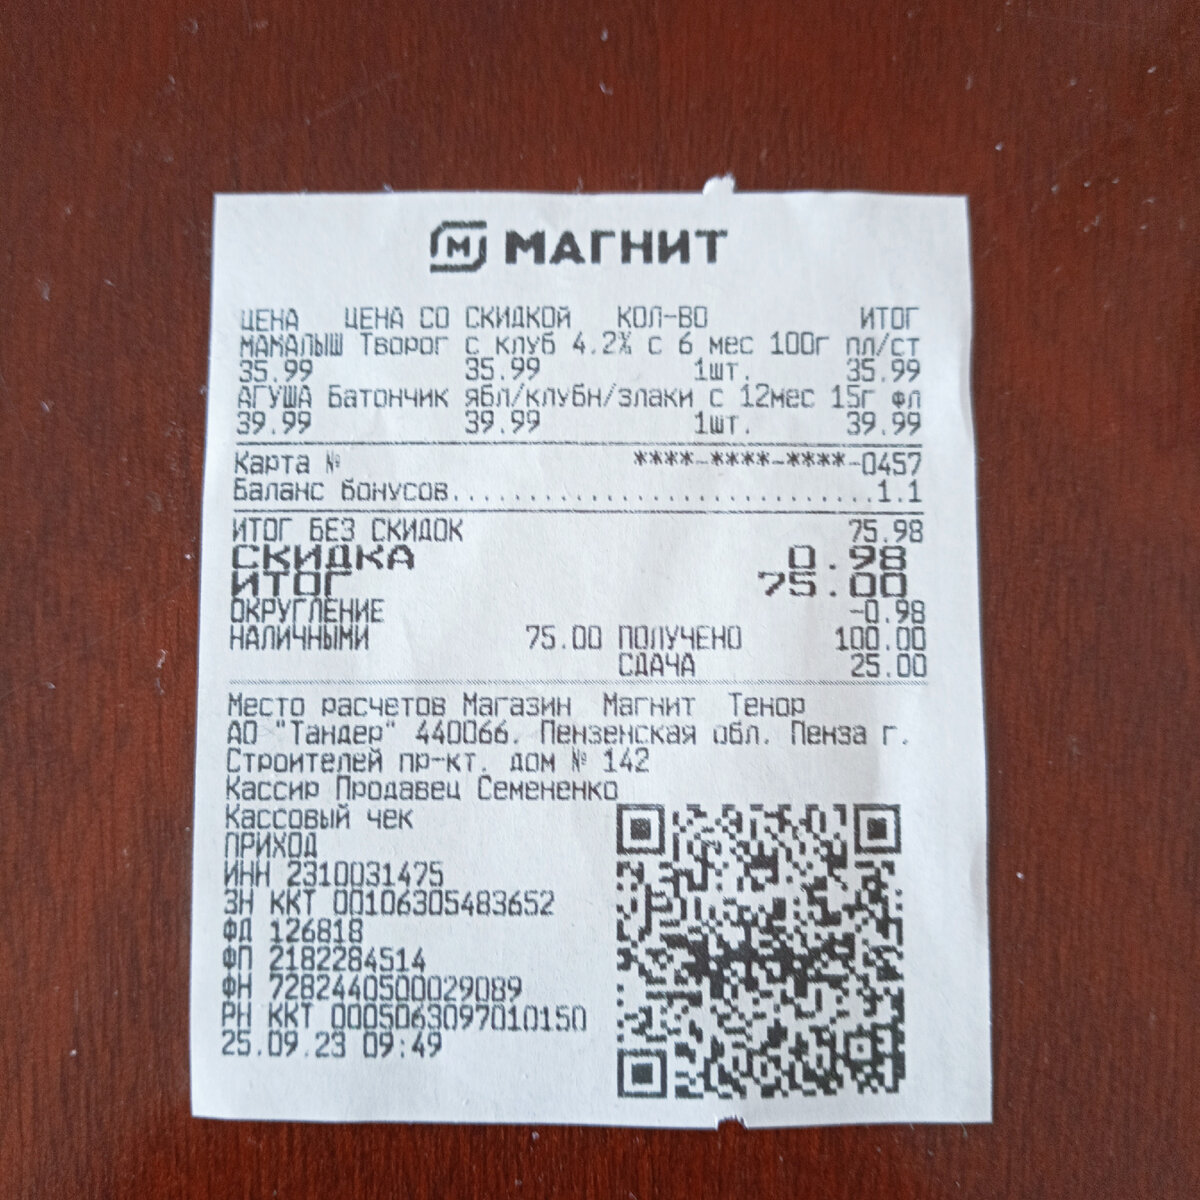 МАГНИТ
ЦЕНА ЦЕНА СО СКИДКОЙ КОЛ-ВО ИТОГ
МАМАЛЫШ Творог с клуб 4.2% с 6 мес 100г пл/ст
35.99 35.99 1шт. 35.99
АГУША Батончик ябл/клубн/злаки с 12мес 15г фл
39.99 39.99 1шт. 39.99
Карта № ****-****-****-0457
Баланс бонусов............................1.1
ИТОГ БЕЗ СКИДОК 75.98
СКИДКА 0.98
ИТОГ 75.00
ОКРУГЛЕНИЕ -0.98
НАЛИЧНЫМИ 75.00 ПОЛУЧЕНО 100.00
СДАЧА 25.00
Место расчетов Магазин Магнит Тенор
АО "Тандер" 440066. Пензенская обл. Пенза г.
Строителей пр-кт. дом № 142
Кассир Продавец Семененко
Кассовый чек
ПРИХОД
ИНН 2310031475
ЗН ККТ 00106305483652
ФД 126818
ФП 2182284514
ФН 7282440500029089
РН ККТ 0005063097010150
25.09.23 09:49